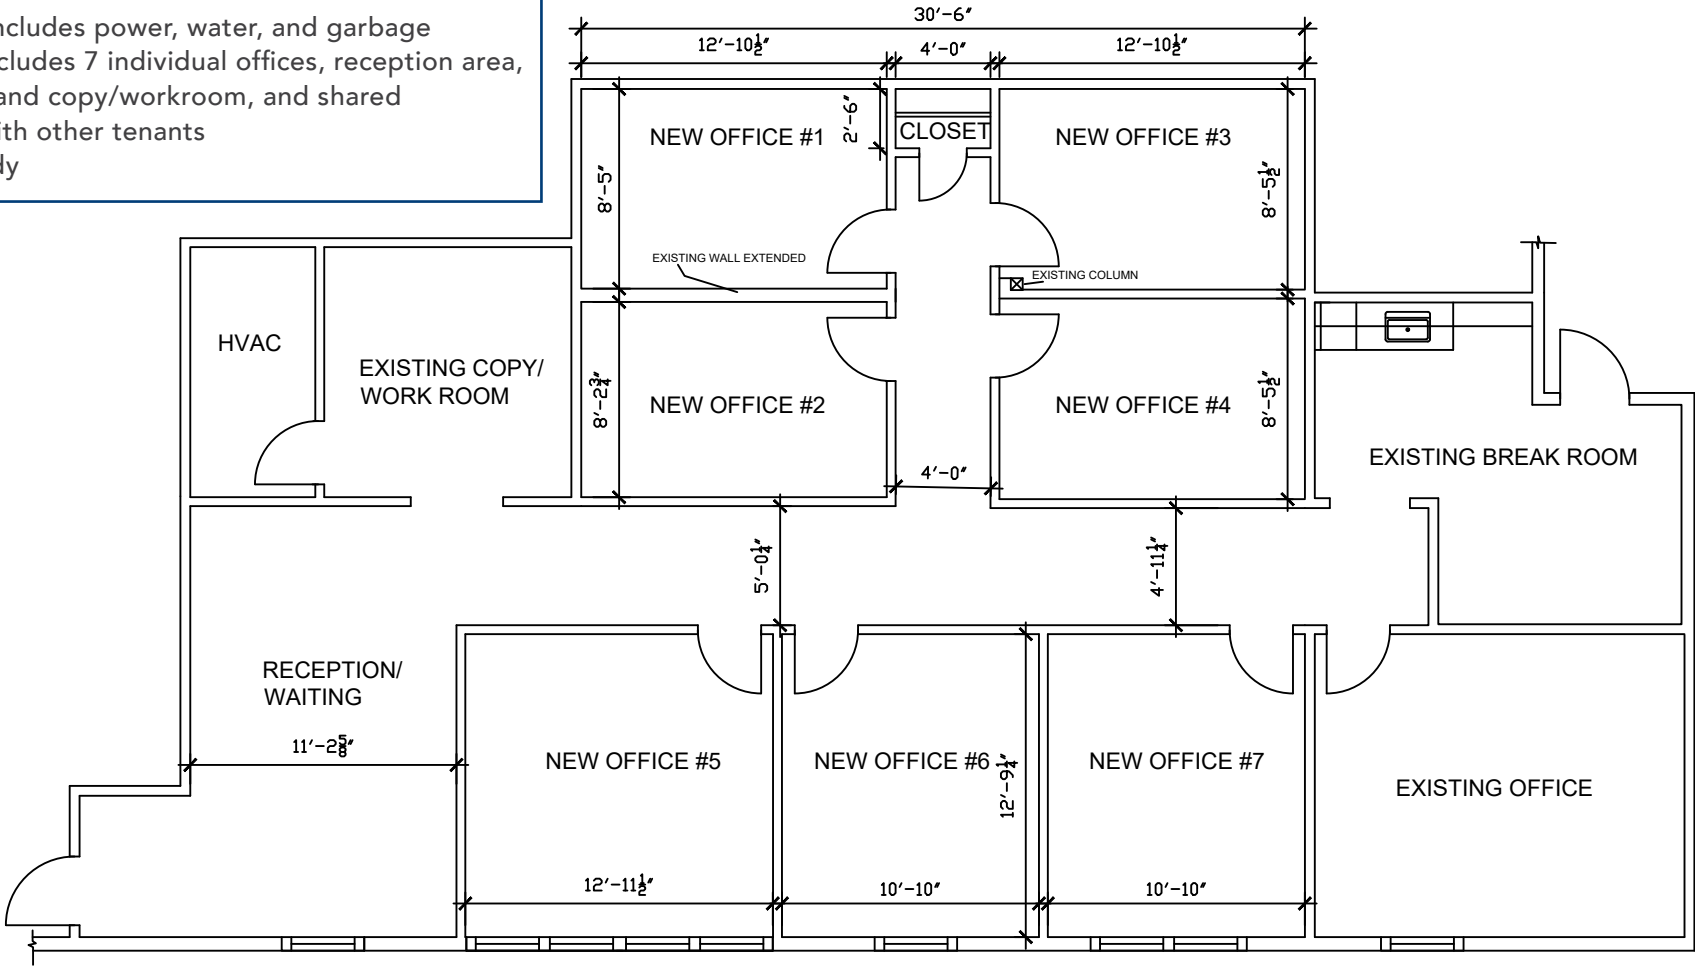 ncludes power, water, and garbage
cludes 7 individual offices, reception area,
and copy/workroom, and shared
ith other tenants
dy
30'-6"
12'-10½"
4'-0"
12'-10½"
NEW OFFICE #1
2'-6"
CLOSET
NEW OFFICE #3
8'-5"
8'-5½"
EXISTING WALL EXTENDED
EXISTING COLUMN
HVAC
EXISTING COPY/
WORK ROOM
8'-2¾"
NEW OFFICE #2
NEW OFFICE #4
8'-5½"
4'-0"
EXISTING BREAK ROOM
5'-0¼"
4'-11¼"
RECEPTION/
WAITING
11'-2⅝"
NEW OFFICE #5
NEW OFFICE #6
12'-9¼"
NEW OFFICE #7
EXISTING OFFICE
12'-11½"
10'-10"
10'-10"